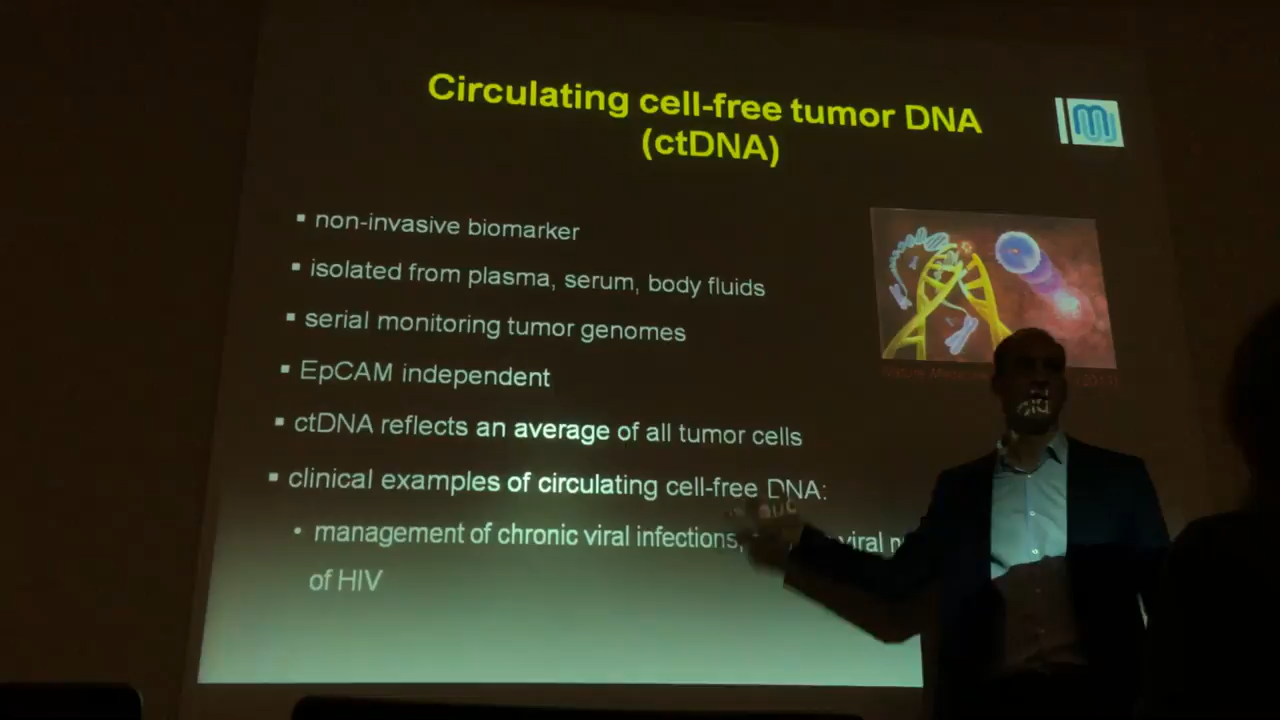 Circulating cell-free tumor DNA
(ctDNA)
non-invasive biomarker
isolated from plasma, serum, body fluids
serial monitoring tumor genomes
EpCAM independent
ctDNA reflects an average of all tumor cells
clinical examples of circulating cell-free DNA:
management of chronic viral infections, viral
of HIV